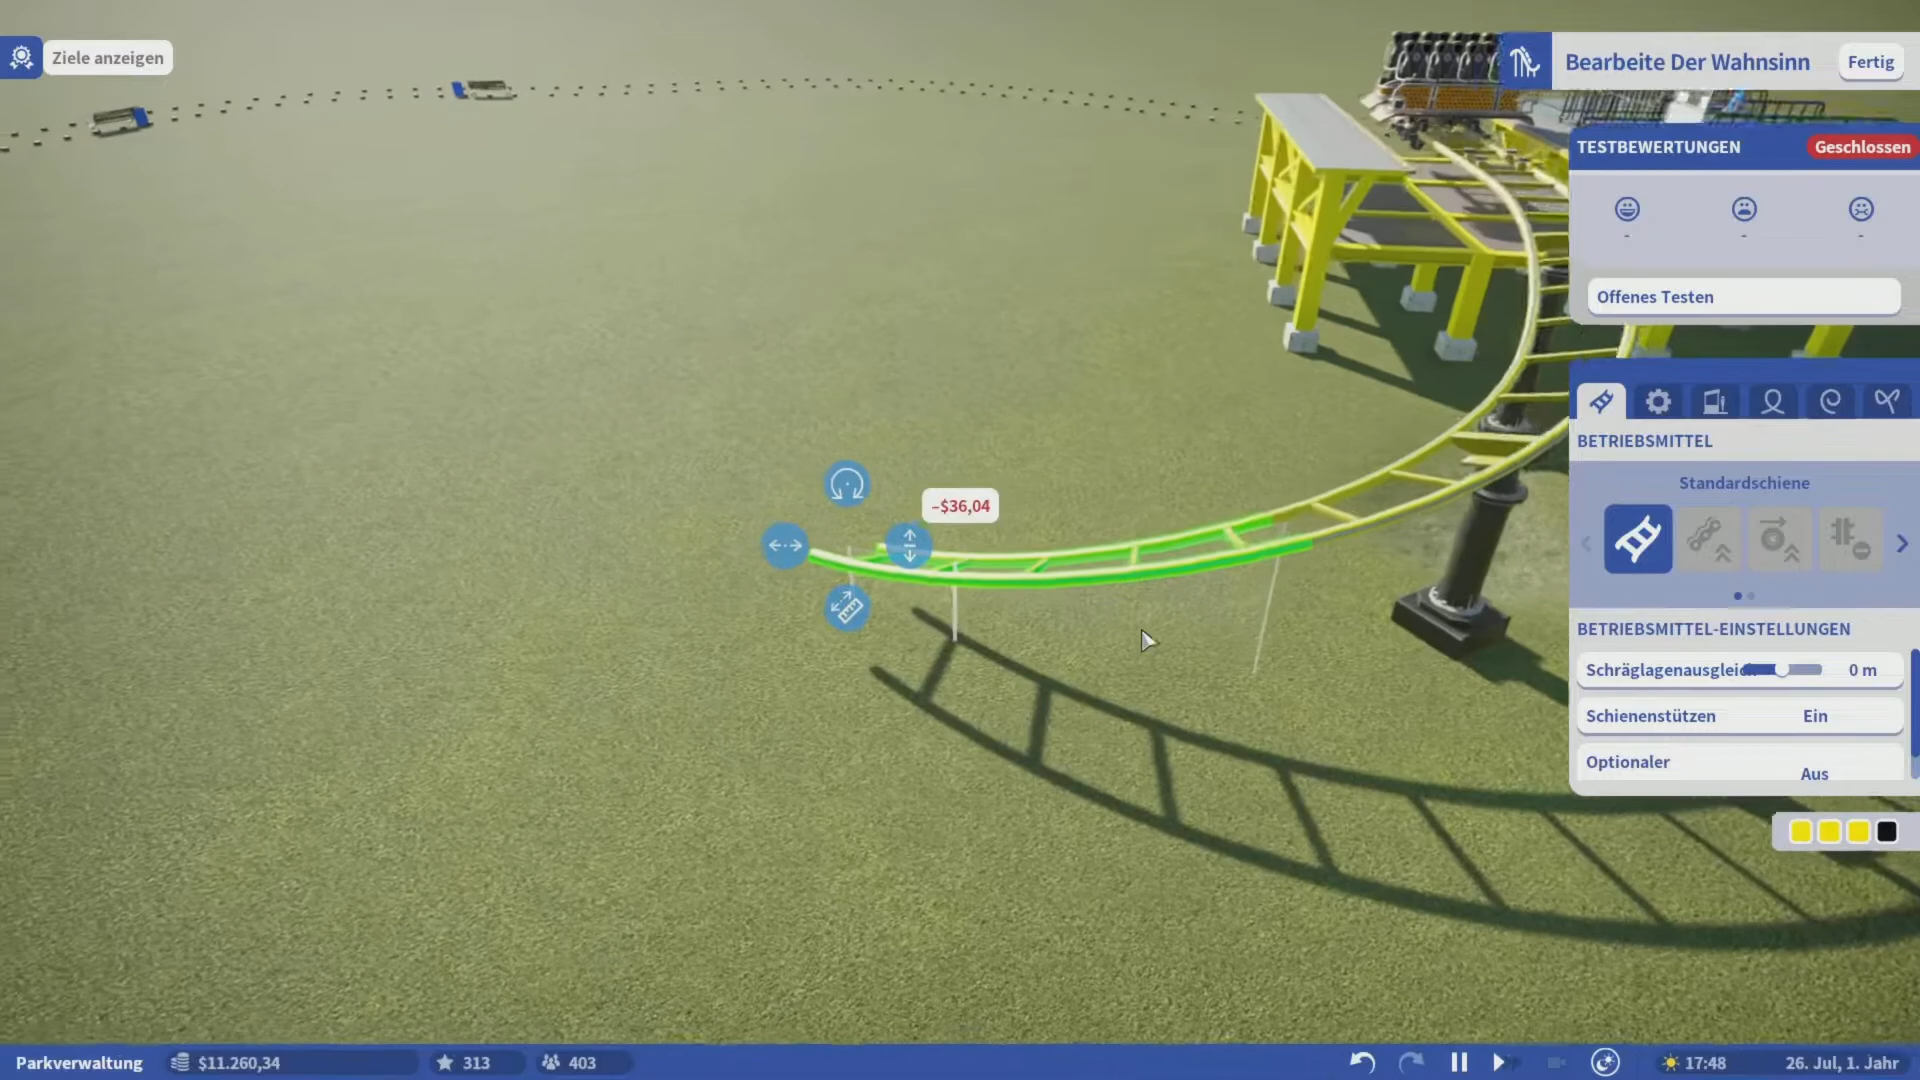 Ziele anzeigen
Bearbeite Der Wahnsinn
Fertig
TESTBEWERTUNGEN
Geschlossen
- - -
Offenes Testen
BETRIEBSMITTEL
Standardschiene
−$36,04
BETRIEBSMITTEL-EINSTELLUNGEN
Schräglagenausgleic 0 m
Schienenstützen Ein
Optionaler
Aus
Parkverwaltung $11.260,34 313 403 17:48 26. Jul, 1. Jahr